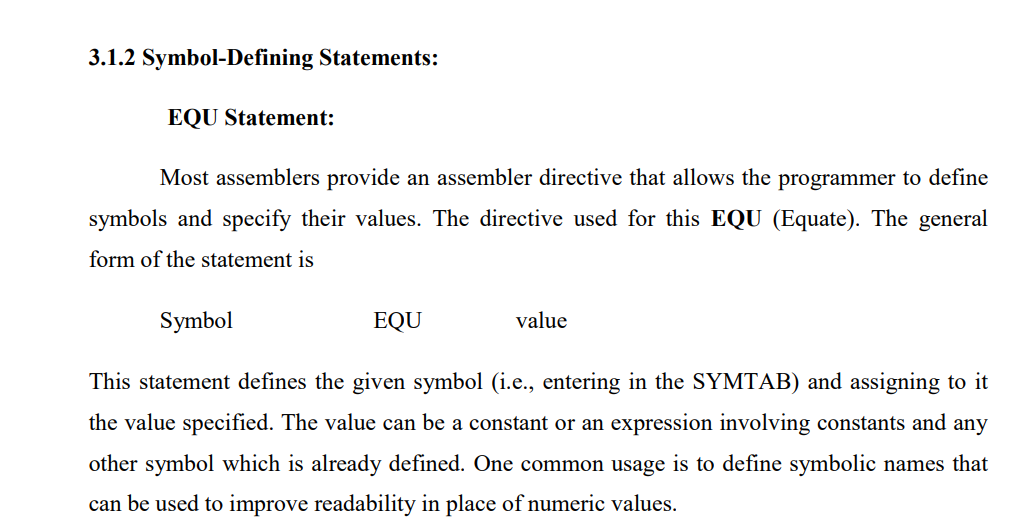 3.1.2 Symbol-Defining Statements:
EQU Statement:
Most assemblers provide an assembler directive that allows the programmer to define
symbols and specify their values. The directive used for this EQU (Equate). The general
form of the statement is
Symbol EQU value
This statement defines the given symbol (i.e., entering in the SYMTAB) and assigning to it
the value specified. The value can be a constant or an expression involving constants and any
other symbol which is already defined. One common usage is to define symbolic names that
can be used to improve readability in place of numeric values.